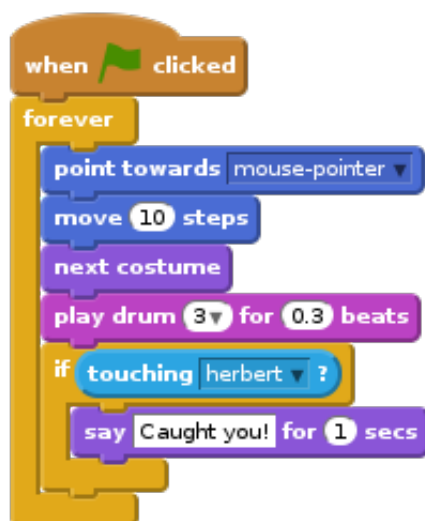 when clicked
forever
point towards mouse-pointer
move 10 steps
next costume
play drum 3 for 0.3 beats
if touching herbert ?
say Caught you! for 1 secs